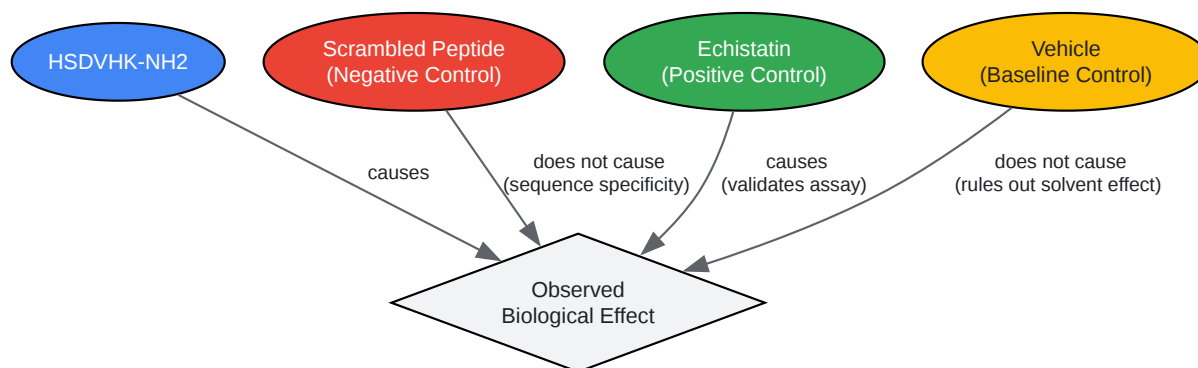 HSDVHK-NH2
Scrambled Peptide
(Negative Control)
Echistatin
(Positive Control)
Vehicle
(Baseline Control)
causes
does not cause
(sequence specificity)
causes
(validates assay)
does not cause
(rules out solvent effect)
Observed
Biological Effect